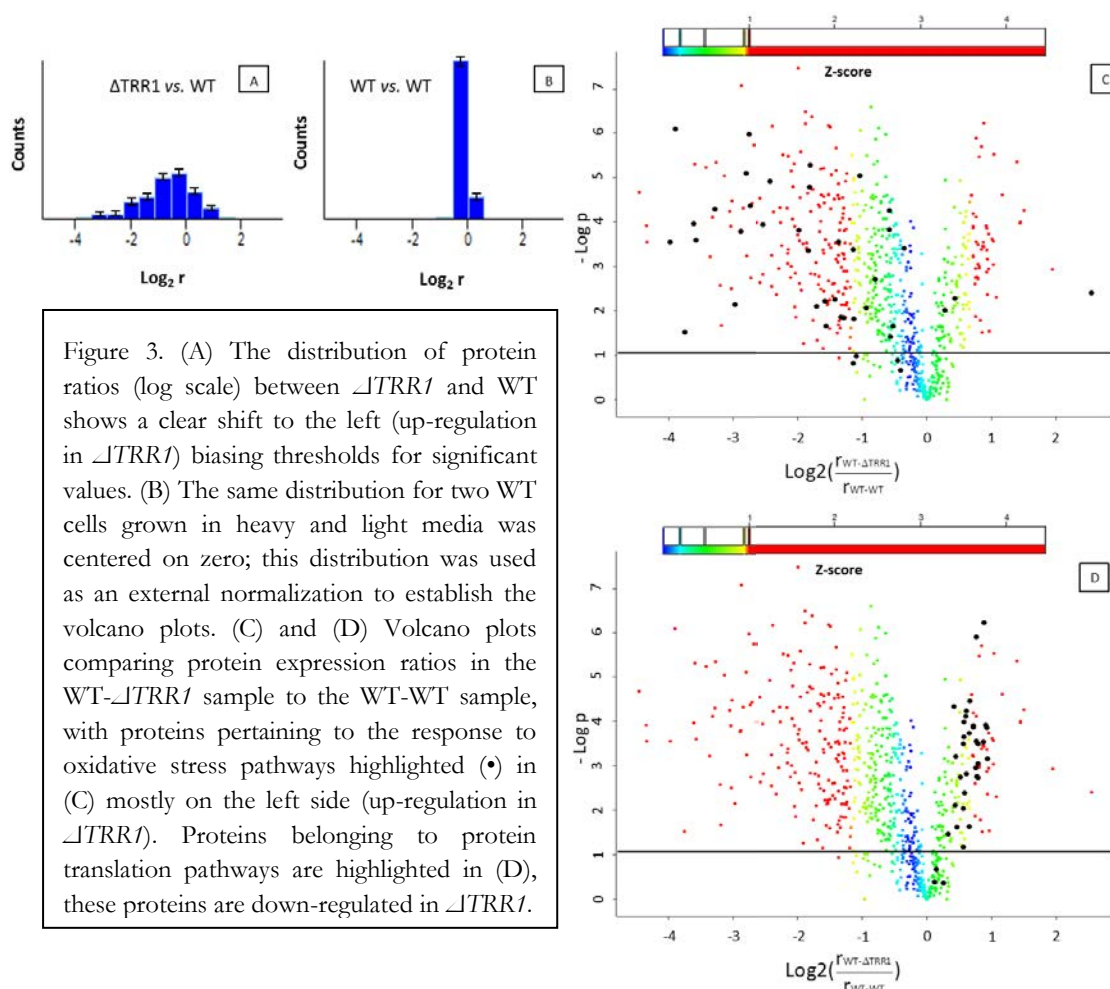 A
ΔTRR1 vs. WT
Counts
-4 -2 0 2
Log₂ r
B
WT vs. WT
Counts
-4 -2 0 2
Log₂ r
Figure 3. (A) The distribution of protein
ratios (log scale) between ⊿TRR1 and WT
shows a clear shift to the left (up-regulation
in ⊿TRR1) biasing thresholds for significant
values. (B) The same distribution for two WT
cells grown in heavy and light media was
centered on zero; this distribution was used
as an external normalization to establish the
volcano plots. (C) and (D) Volcano plots
comparing protein expression ratios in the
WT-⊿TRR1 sample to the WT-WT sample,
with proteins pertaining to the response to
oxidative stress pathways highlighted (•) in
(C) mostly on the left side (up-regulation in
⊿TRR1). Proteins belonging to protein
translation pathways are highlighted in (D),
these proteins are down-regulated in ⊿TRR1.
1 2 3 4
Z-score
C
7
6
5
4
3
2
1
0
- Log p
-4 -3 -2 -1 0 1 2
Log2(rWT-ΔTRR1/rWT-WT)
1 2 3 4
Z-score
D
7
6
5
4
3
2
1
0
- Log p
-4 -3 -2 -1 0 1 2
Log2(rWT-ΔTRR1/rWT-WT)